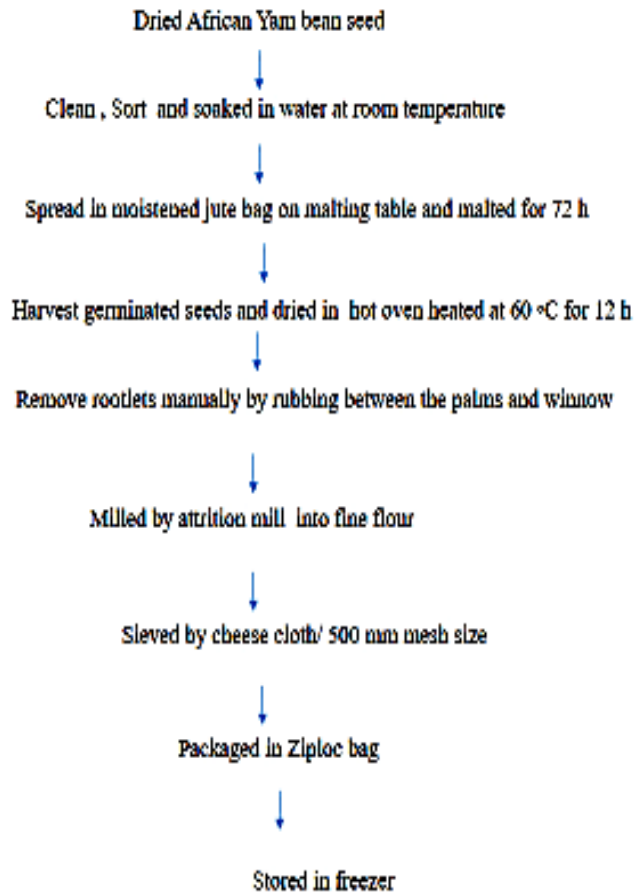 Dried African Yam bean seed
Clean , Sort and soaked in water at room temperature
Spread in moistened jute bag on malting table and malted for 72 h
Harvest germinated seeds and dried in hot oven heated at 60 °C for 12 h
Remove rootlets manually by rubbing between the palms and winnow
Milled by attrition mill into fine flour
Sieved by cheese cloth/ 500 mm mesh size
Packaged in Ziploc bag
Stored in freezer